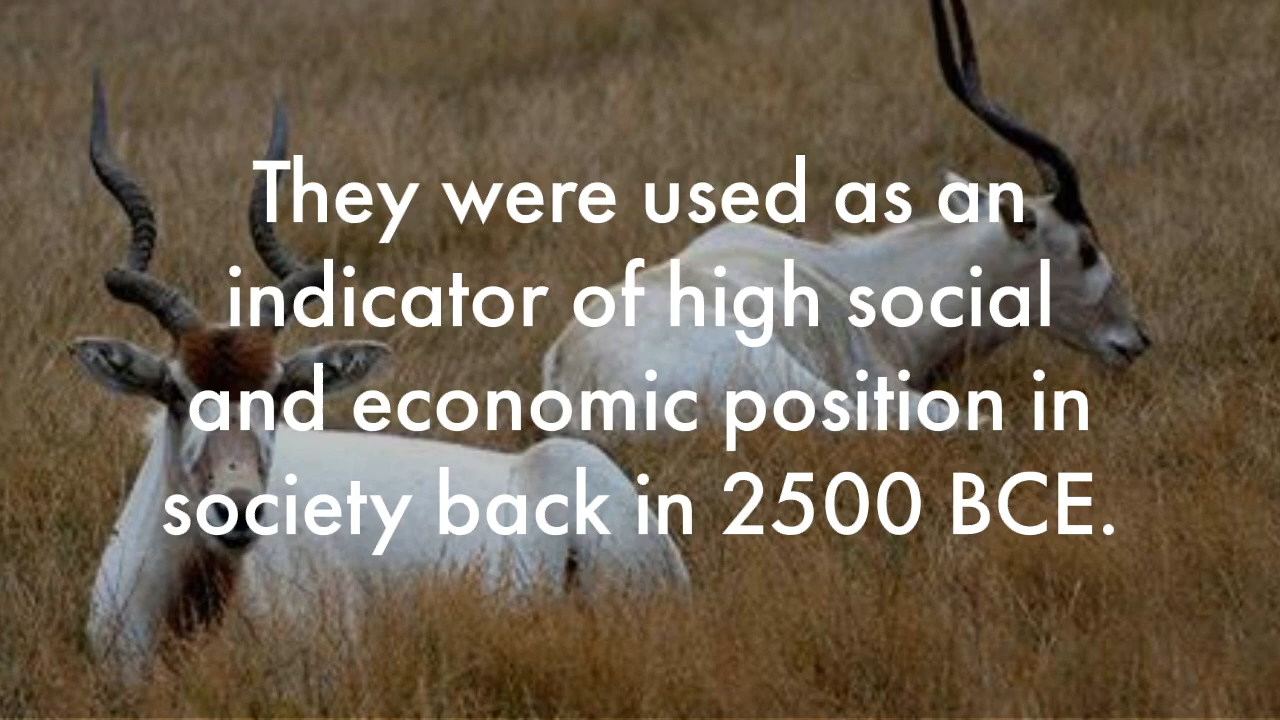 They were used as an
indicator of high social
and economic position in
society back in 2500 BCE.